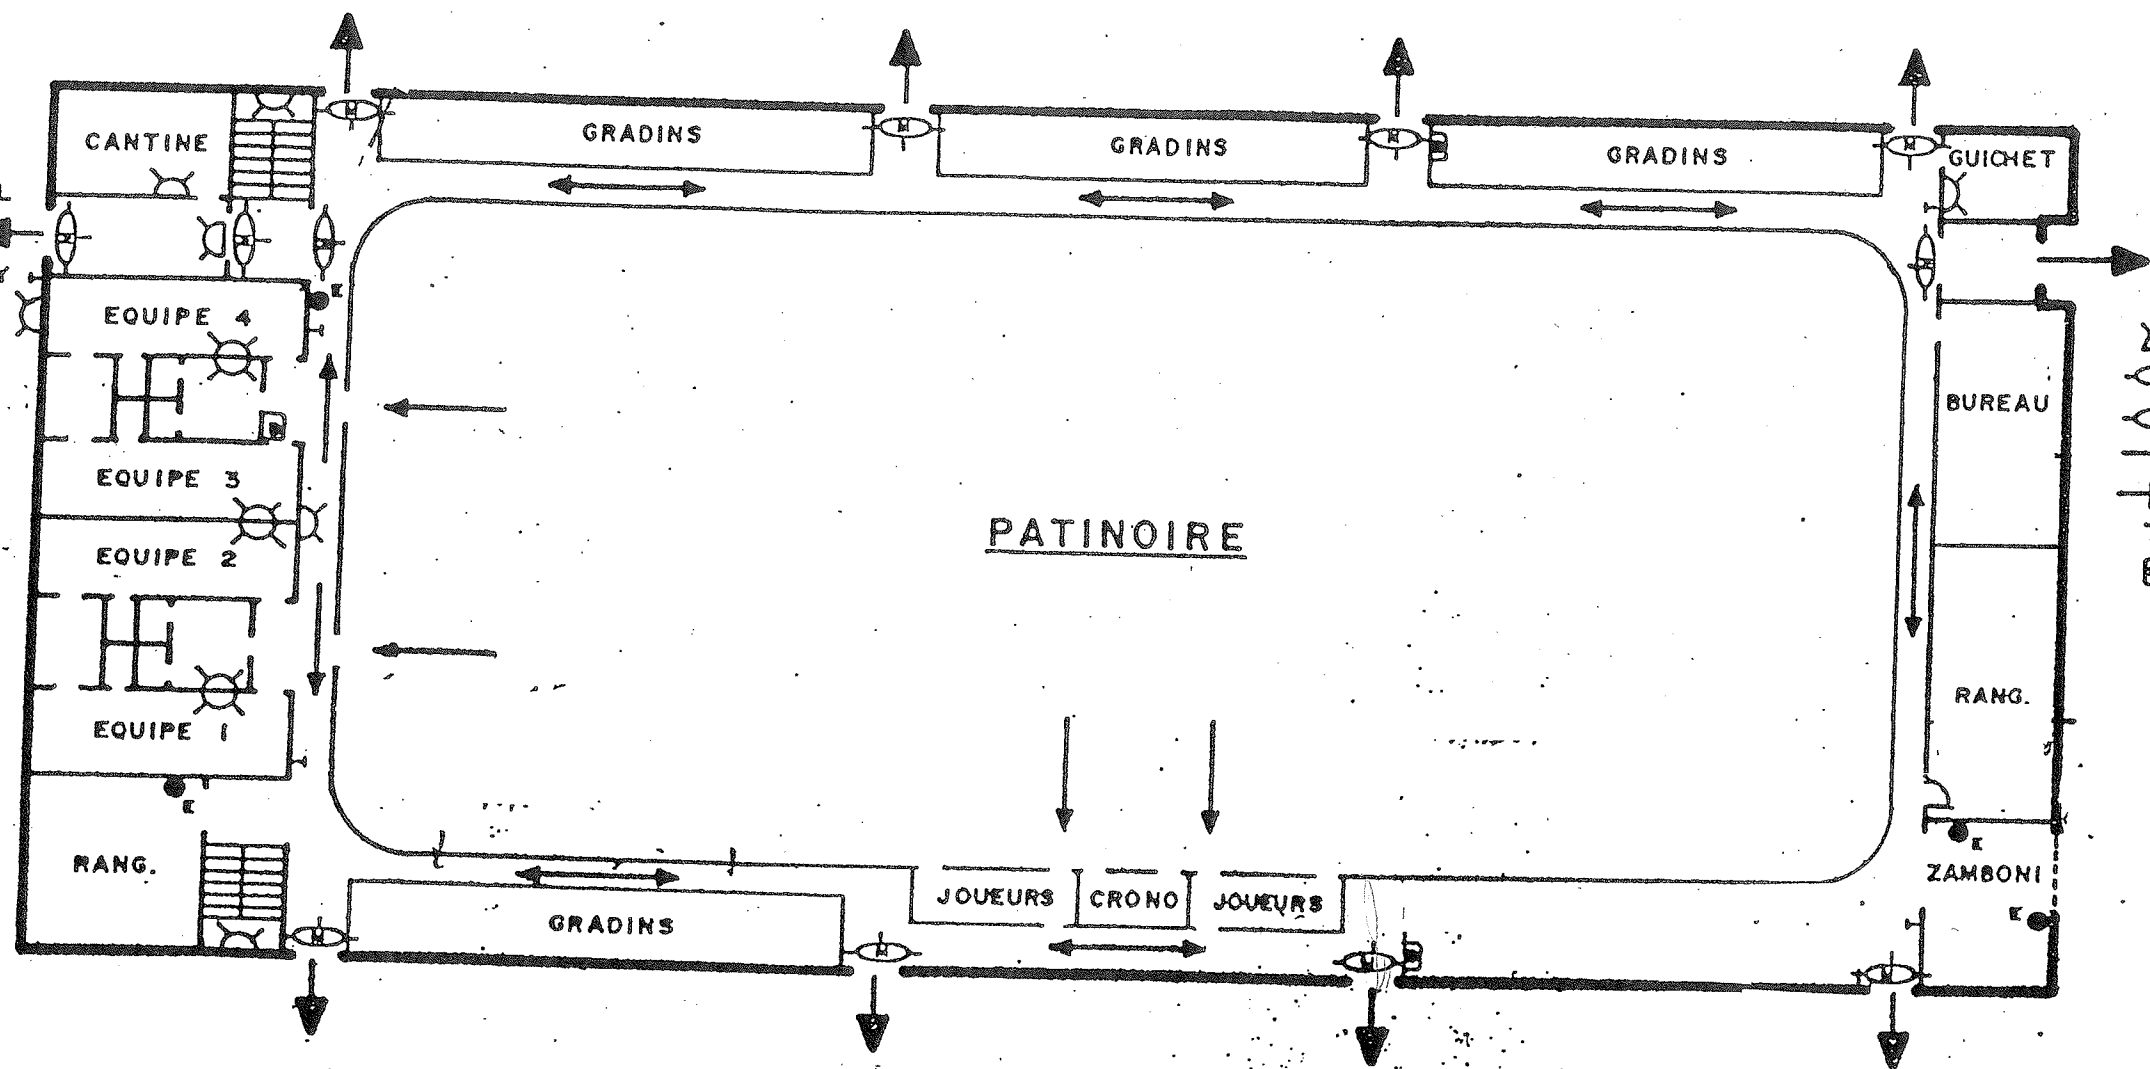 CANTINE
GRADINS
GRADINS
GRADINS
GUICHET
EQUIPE 4
E
BUREAU
EQUIPE 3
PATINOIRE
EQUIPE 2
RANG.
EQUIPE 1
E
E
RANG.
ZAMBONI
JOUEURS
CRONO
JOUEURS
E
GRADINS